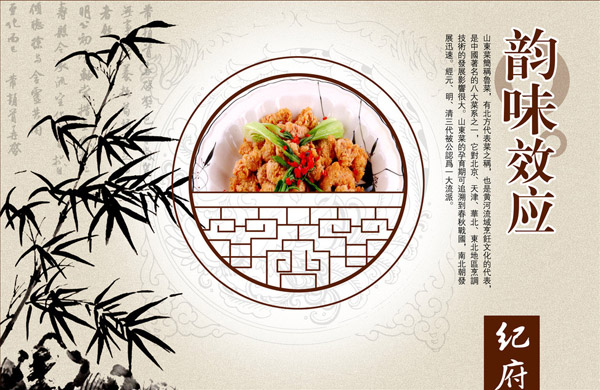 韵味效应
山東菜簡稱魯菜，有北方代表菜之稱，也是黄河流域烹飪文化的代表，
是中國著名的八大菜系之一，它對北京、天津、華北、東北地區烹調
技術的發展影響很大。山東菜的孕育期可追溯到春秋戰國，南北朝發
展迅速。經元、明、清三代被公認爲一大流派。
纪府